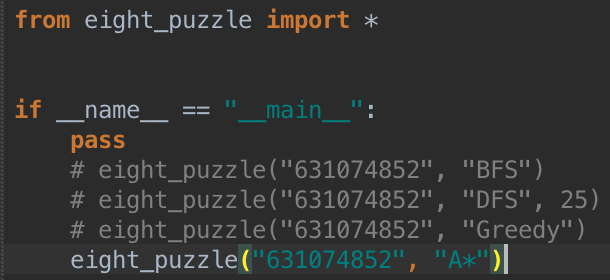 from eight_puzzle import *
if __name__ == "__main__":
pass
# eight_puzzle("631074852", "BFS")
# eight_puzzle("631074852", "DFS", 25)
# eight_puzzle("631074852", "Greedy")
eight_puzzle("631074852", "A*")